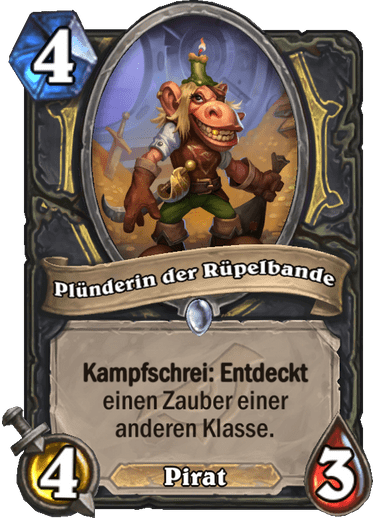 4
Plünderin der Rüpelbande
Kampfschrei: Entdeckt
einen Zauber einer
anderen Klasse.
4
Pirat
3